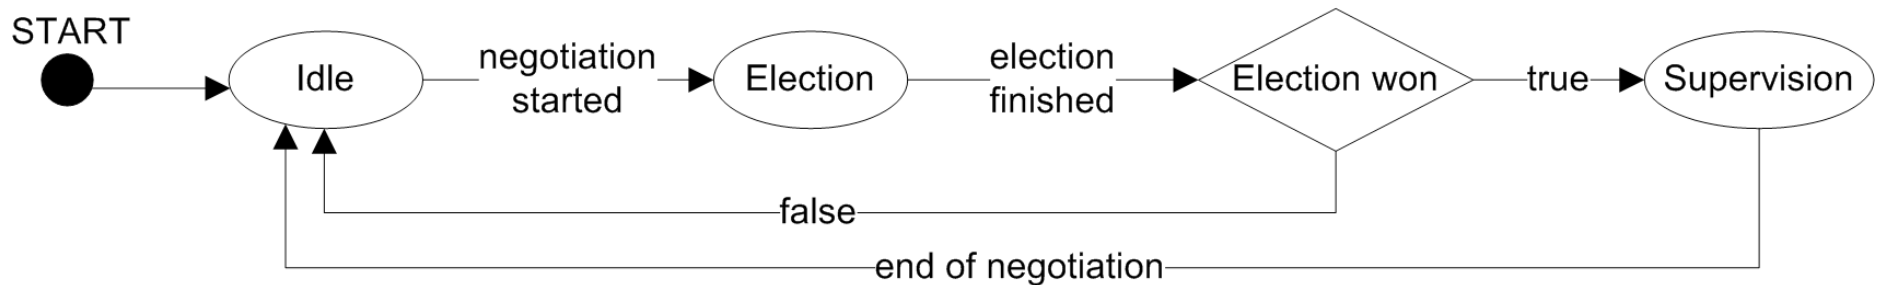 START
Idle
negotiation
started
Election
election
finished
Election won
true
Supervision
false
end of negotiation